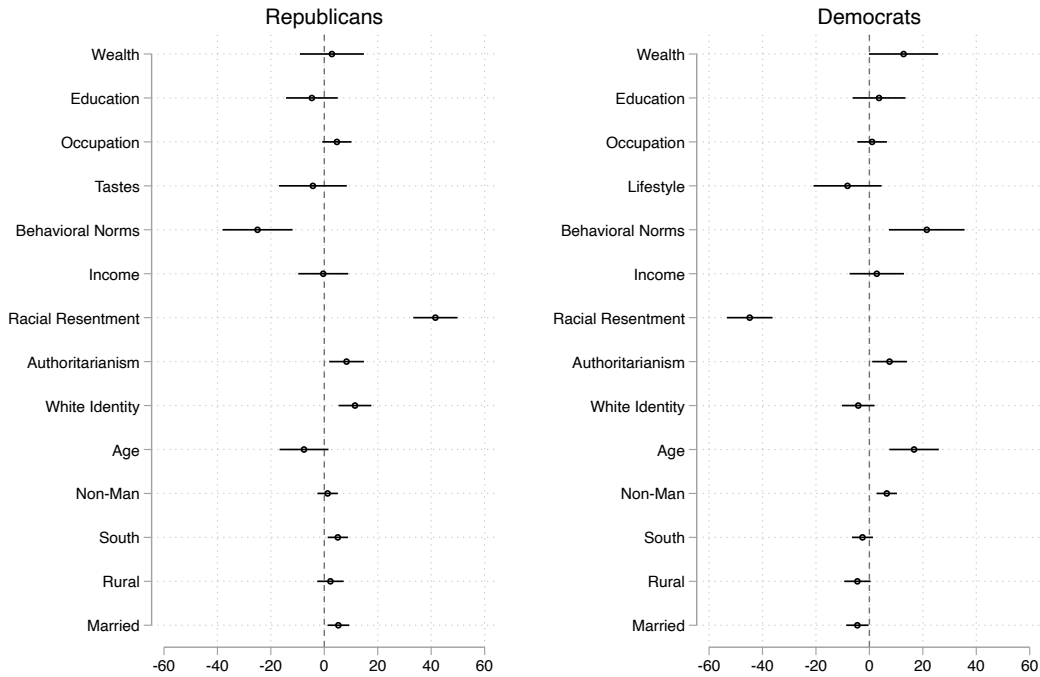 Republicans
Wealth
Education
Occupation
Tastes
Behavioral Norms
Income
Racial Resentment
Authoritarianism
White Identity
Age
Non-Man
South
Rural
Married
-60 -40 -20 0 20 40 60
Democrats
Wealth
Education
Occupation
Lifestyle
Behavioral Norms
Income
Racial Resentment
Authoritarianism
White Identity
Age
Non-Man
South
Rural
Married
-60 -40 -20 0 20 40 60